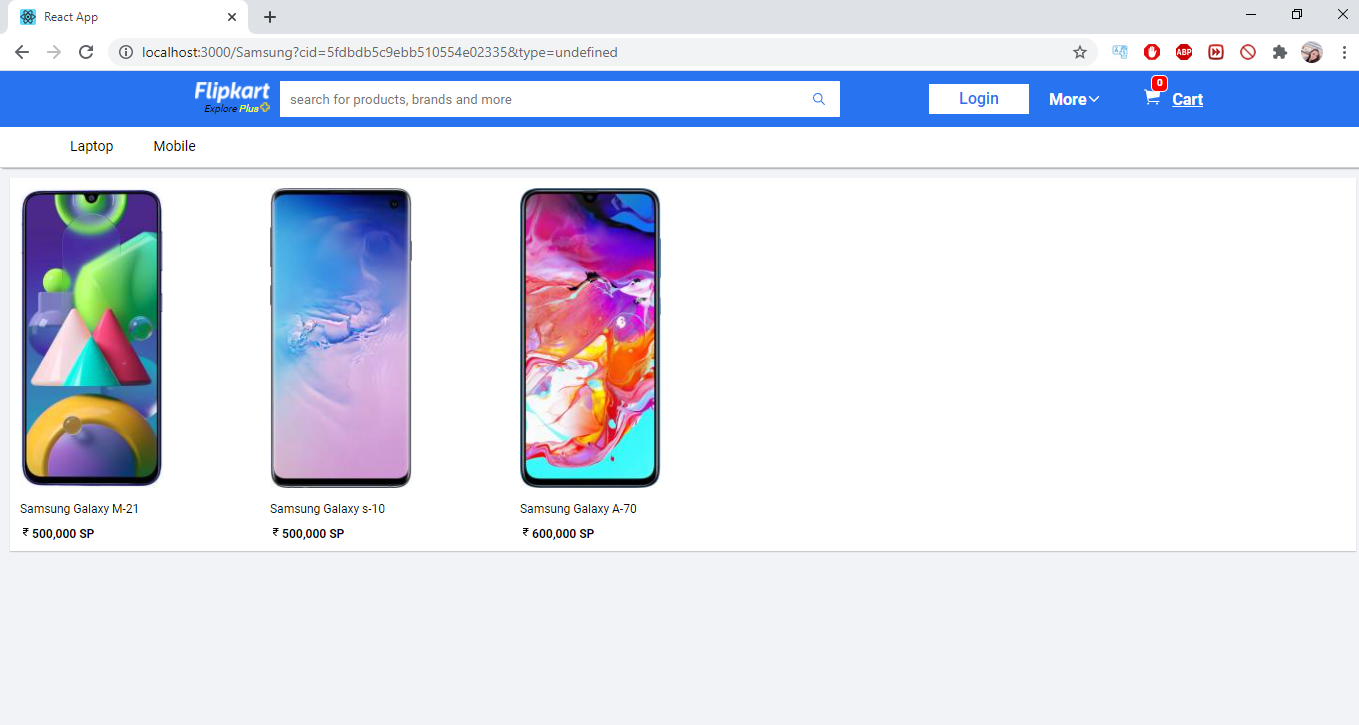 React App
localhost:3000/Samsung?cid=5fdbdb5c9ebb510554e02335&type=undefined
ABP
Flipkart
Explore Plus
search for products, brands and more
Login
More
0
Cart
Laptop Mobile
Samsung Galaxy M-21 Samsung Galaxy s-10 Samsung Galaxy A-70
₹ 500,000 SP ₹ 500,000 SP ₹ 600,000 SP